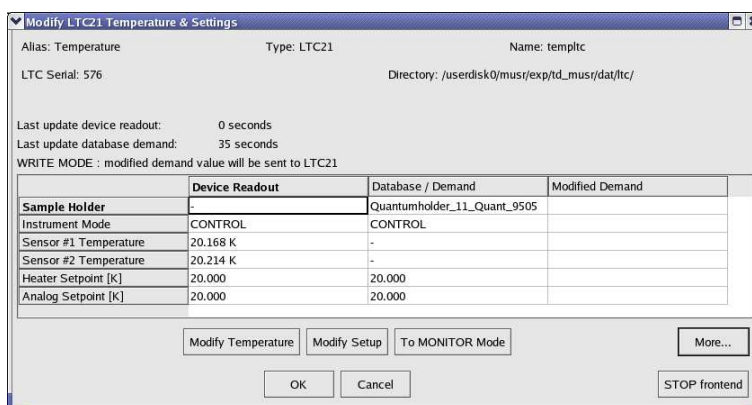 Modify LTC21 Temperature & Settings
Alias: Temperature Type: LTC21 Name: templtc
LTC Serial: 576 Directory: /userdisk0/musr/exp/td_musr/dat/ltc/
Last update device readout: 0 seconds
Last update database demand: 35 seconds
WRITE MODE : modified demand value will be sent to LTC21
Device Readout Database / Demand Modified Demand
Sample Holder - Quantumholder_11_Quant_9505
Instrument Mode CONTROL CONTROL
Sensor #1 Temperature 20.168 K -
Sensor #2 Temperature 20.214 K -
Heater Setpoint [K] 20.000 20.000
Analog Setpoint [K] 20.000 20.000
Modify Temperature Modify Setup To MONITOR Mode More...
OK Cancel STOP frontend